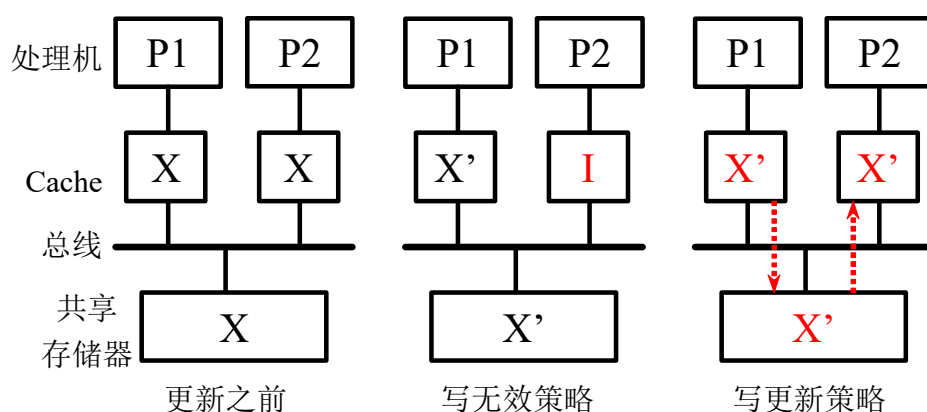 处理机 P1 P2 P1 P2 P1 P2
Cache X X X’ I X’ X’
总线
共享
存储器 X X’ X’
更新之前 写无效策略 写更新策略